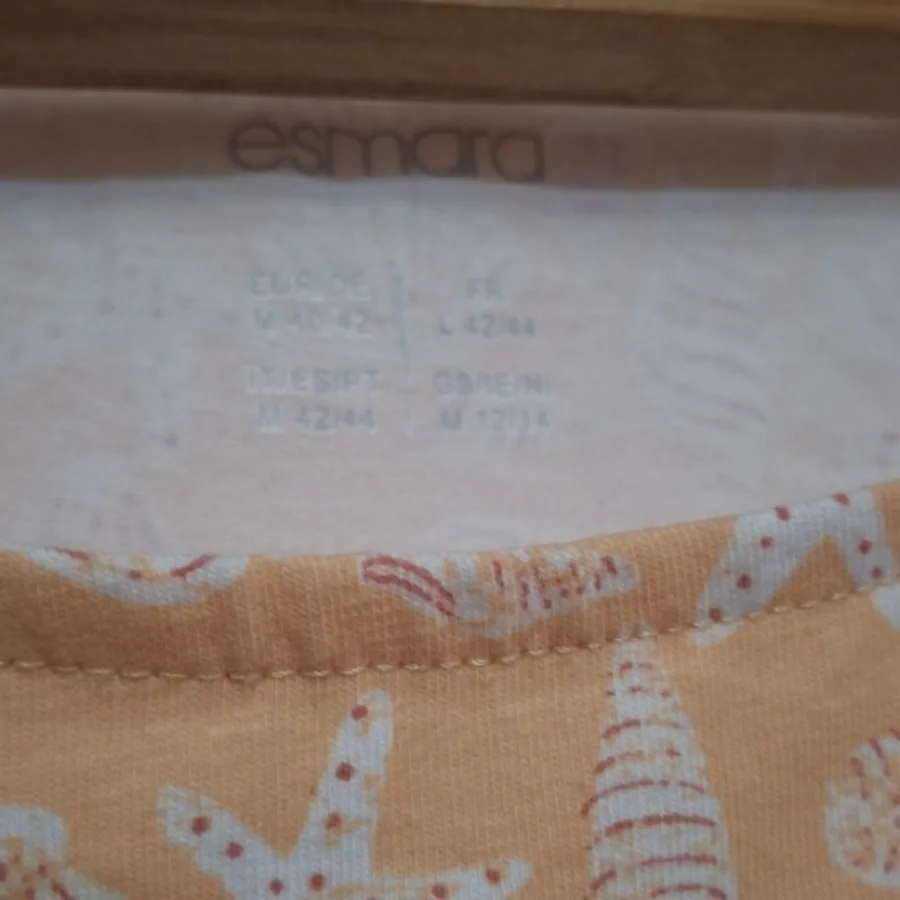 esmara
EUR, DE FR
M 40/42 L 42/44
IT/ES/PT GB/IE/NI
M 42/44 M 12/14